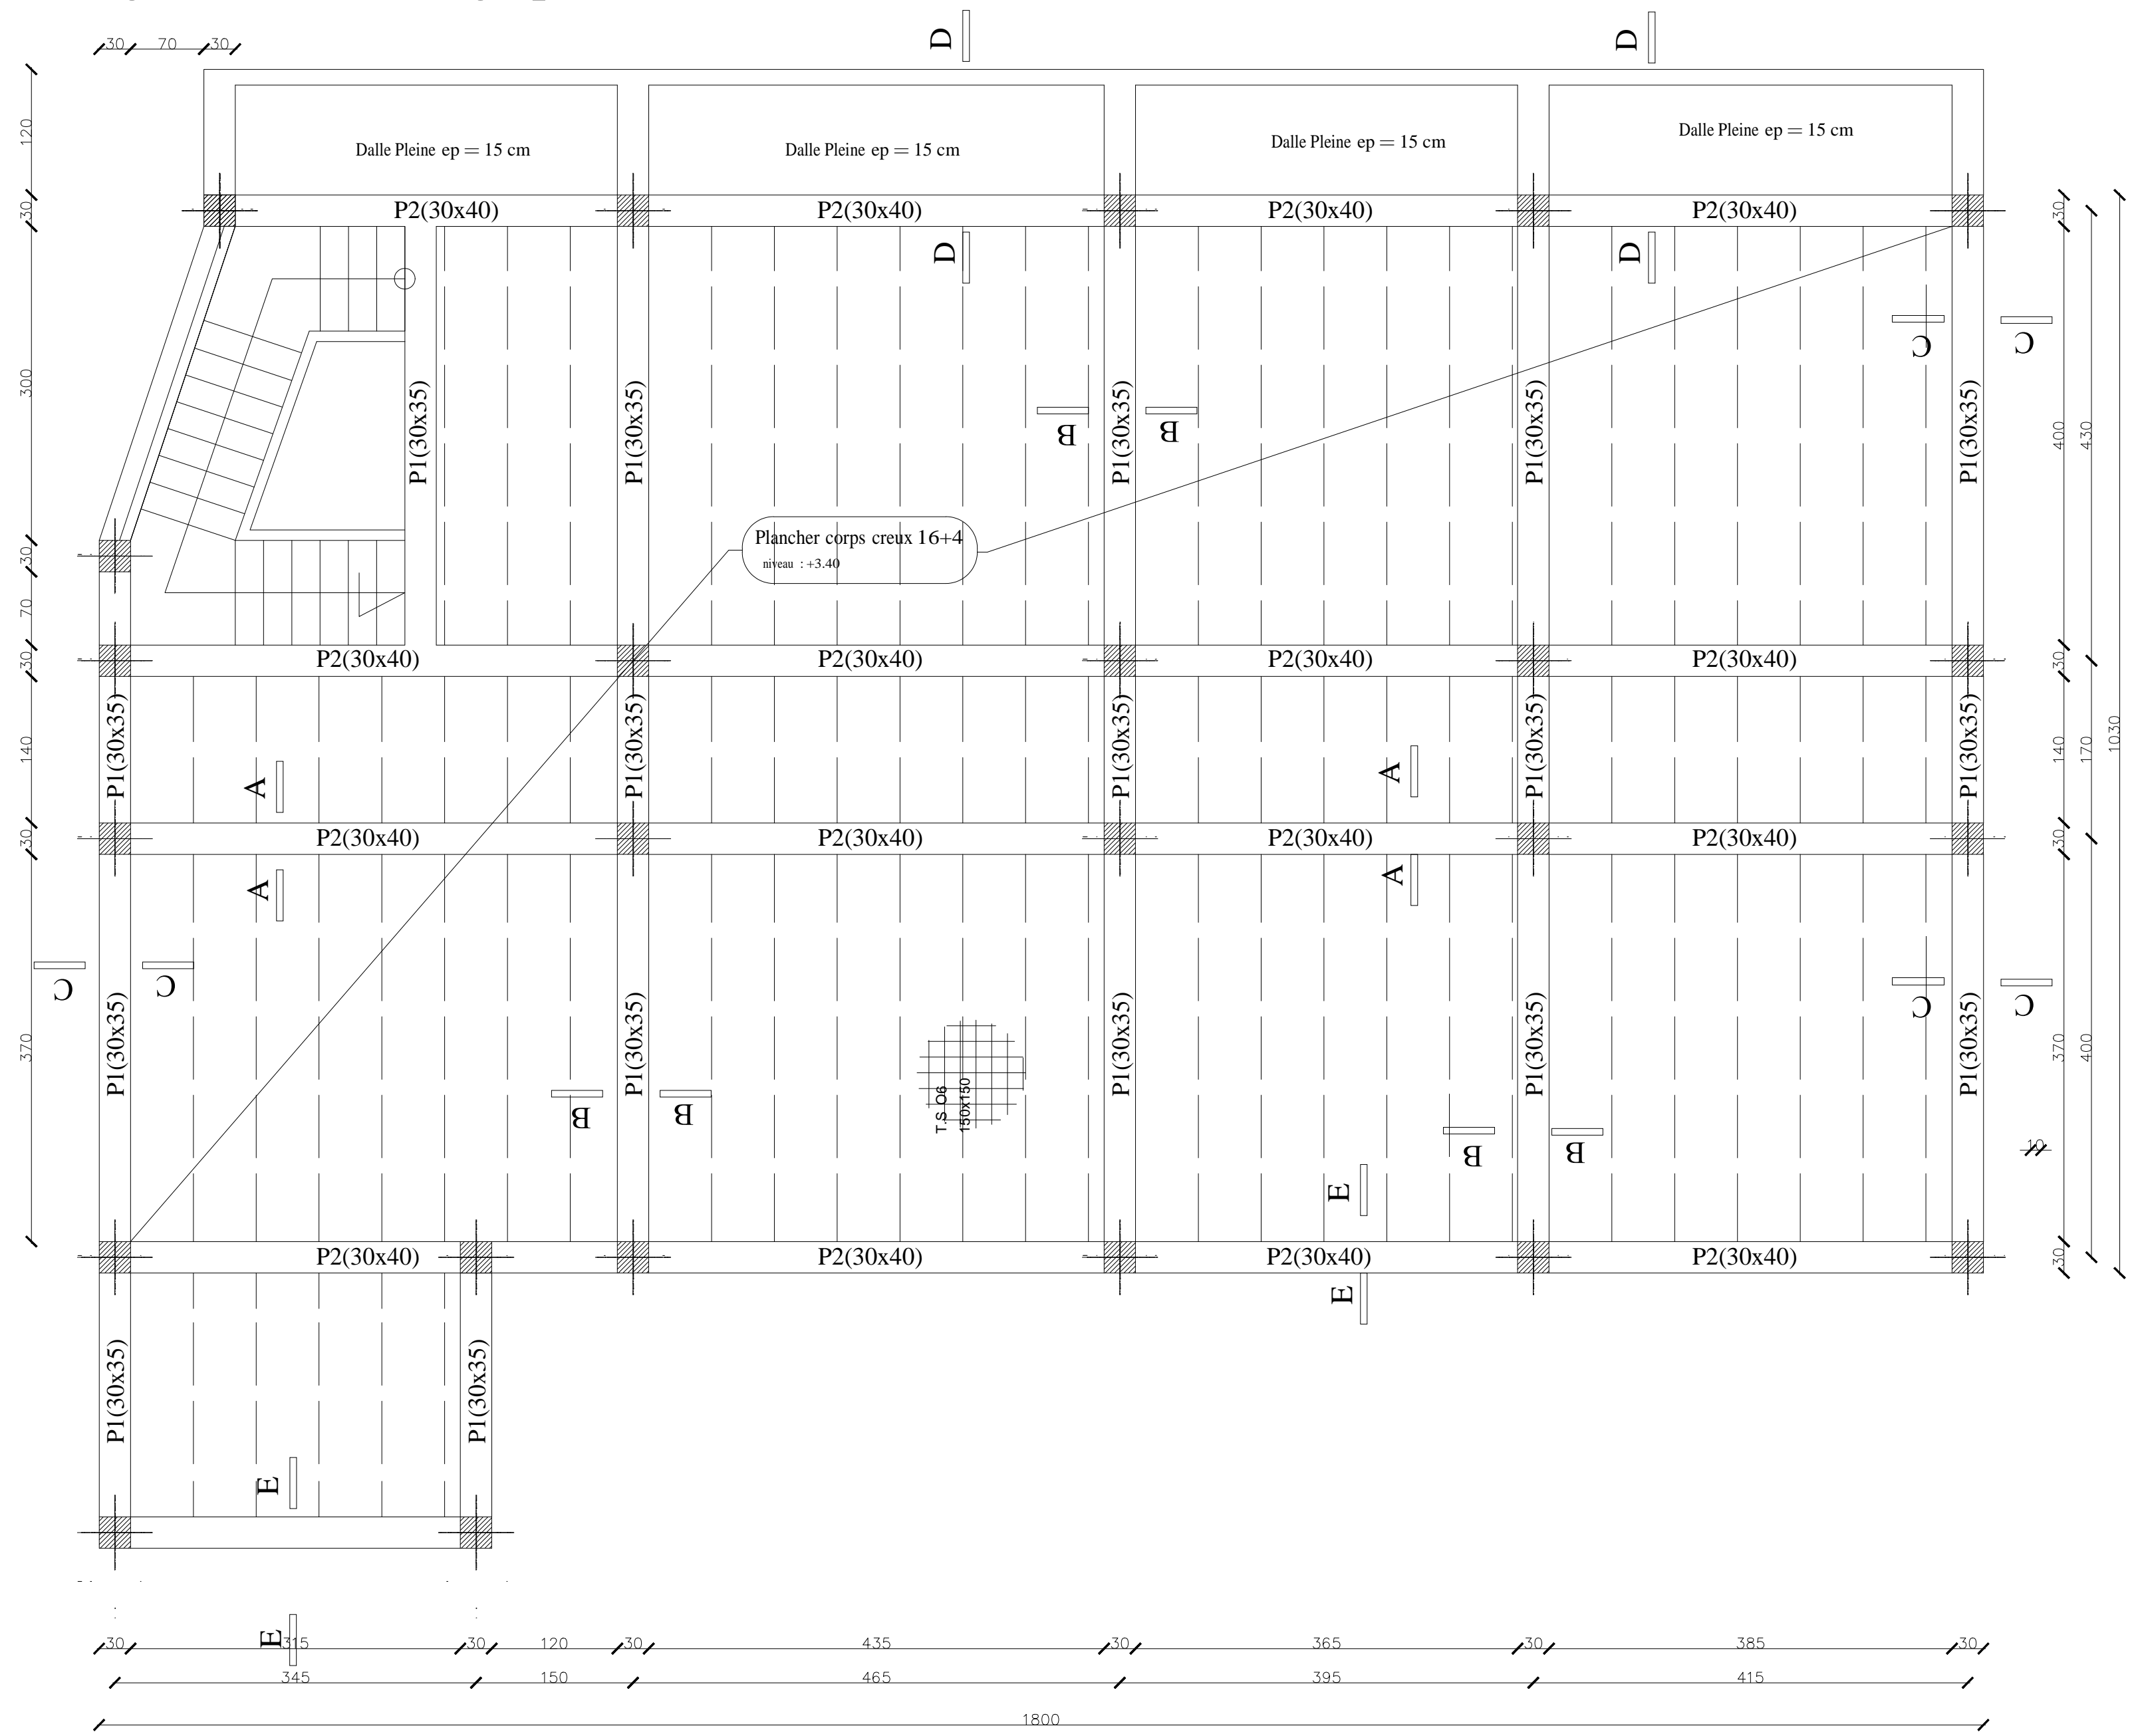 D
D
30
70
30
120
Dalle Pleine ep = 15 cm
Dalle Pleine ep = 15 cm
Dalle Pleine ep = 15 cm
Dalle Pleine ep = 15 cm
30
P2(30x40)
P2(30x40)
P2(30x40)
P2(30x40)
30
D
D
C
C
300
P1(30x35)
P1(30x35)
P1(30x35)
P1(30x35)
P1(30x35)
B
B
400
430
Plancher corps creux 16+4
niveau : +3.40
30
70
30
P2(30x40)
P2(30x40)
P2(30x40)
P2(30x40)
30
140
P1(30x35)
P1(30x35)
P1(30x35)
P1(30x35)
P1(30x35)
140
170
1030
A
A
30
P2(30x40)
P2(30x40)
P2(30x40)
P2(30x40)
30
A
A
C
C
C
C
370
P1(30x35)
P1(30x35)
P1(30x35)
P1(30x35)
P1(30x35)
370
400
T.S O6
150x150
B
B
B
B
10
E
P2(30x40)
P2(30x40)
P2(30x40)
P2(30x40)
30
E
P1(30x35)
P1(30x35)
E
E
30
315
30
120
30
435
30
365
30
385
30
345
150
465
395
415
1800